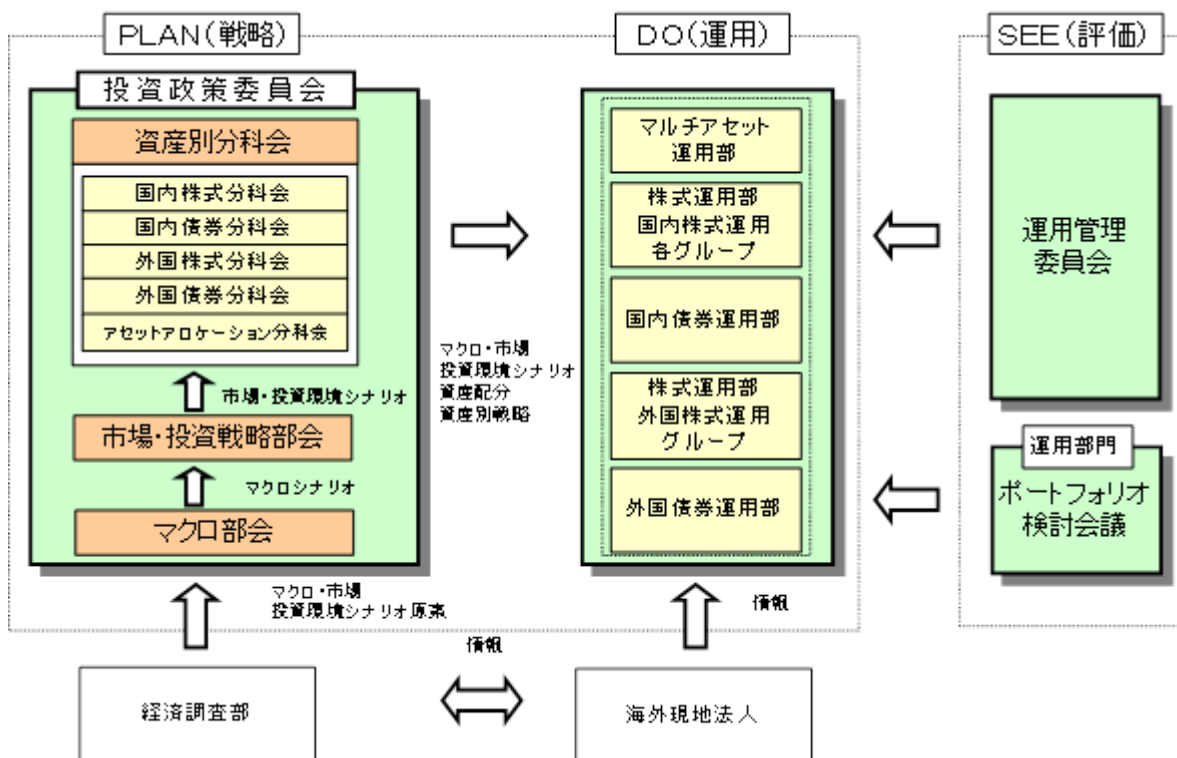 PLAN(戦略)
投資政策委員会
資産別分科会
国内株式分科会
国内債券分科会
外国株式分科会
外国債券分科会
アセットアロケーション分科会
市場・投資環境シナリオ
市場・投資戦略部会
マクロシナリオ
マクロ部会
マクロ・市場
投資環境シナリオ原案
経済調査部
マクロ・市場
投資環境シナリオ
資産配分
資産別戦略
情報
DO(運用)
マルチアセット
運用部
株式運用部
国内株式運用
各グループ
国内債券運用部
株式運用部
外国株式運用
グループ
外国債券運用部
情報
海外現地法人
SEE(評価)
運用管理
委員会
運用部門
ポートフォリオ
検討会議